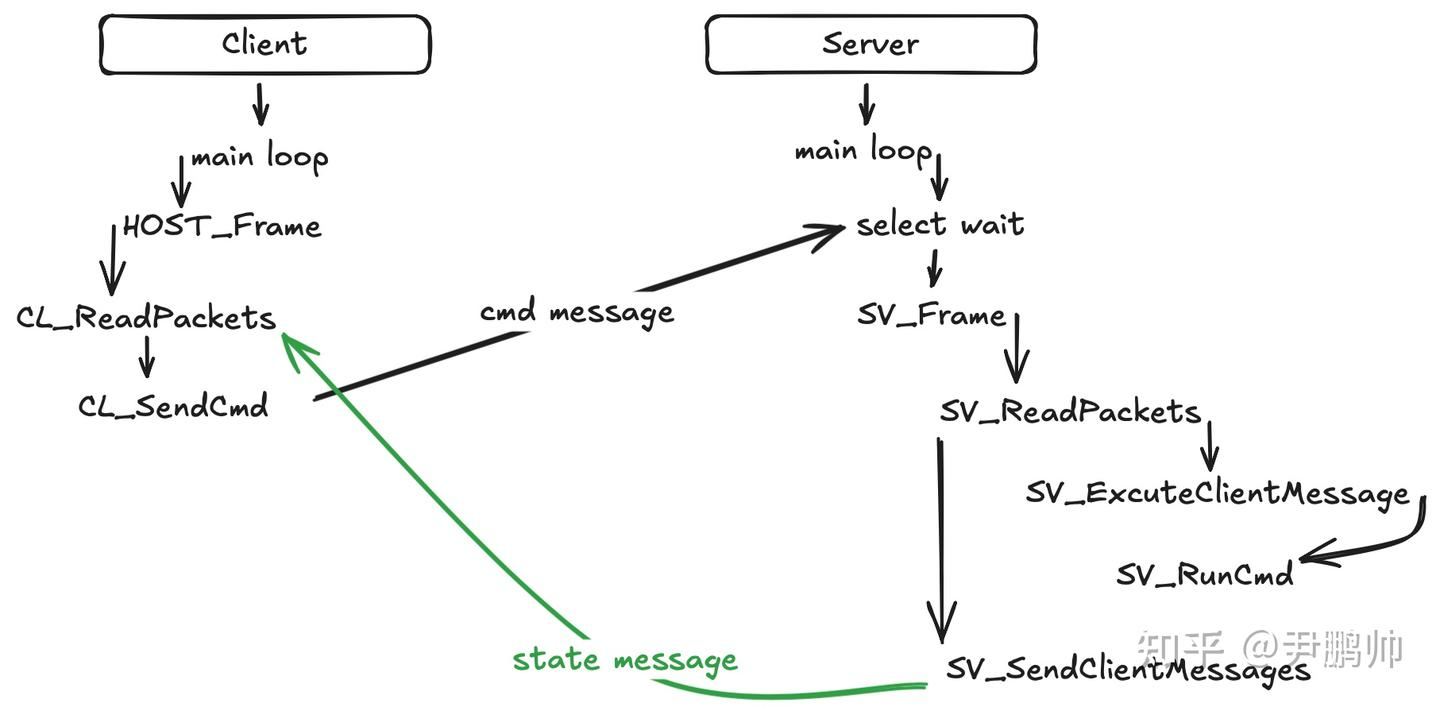 Client
main loop
HOST_Frame
CL_ReadPackets
CL_SendCmd
cmd message
state message
Server
main loop
select wait
SV_Frame
SV_ReadPackets
SV_ExcuteClientMessage
SV_RunCmd
SV_SendClientMessages
知乎 @尹鹏帅